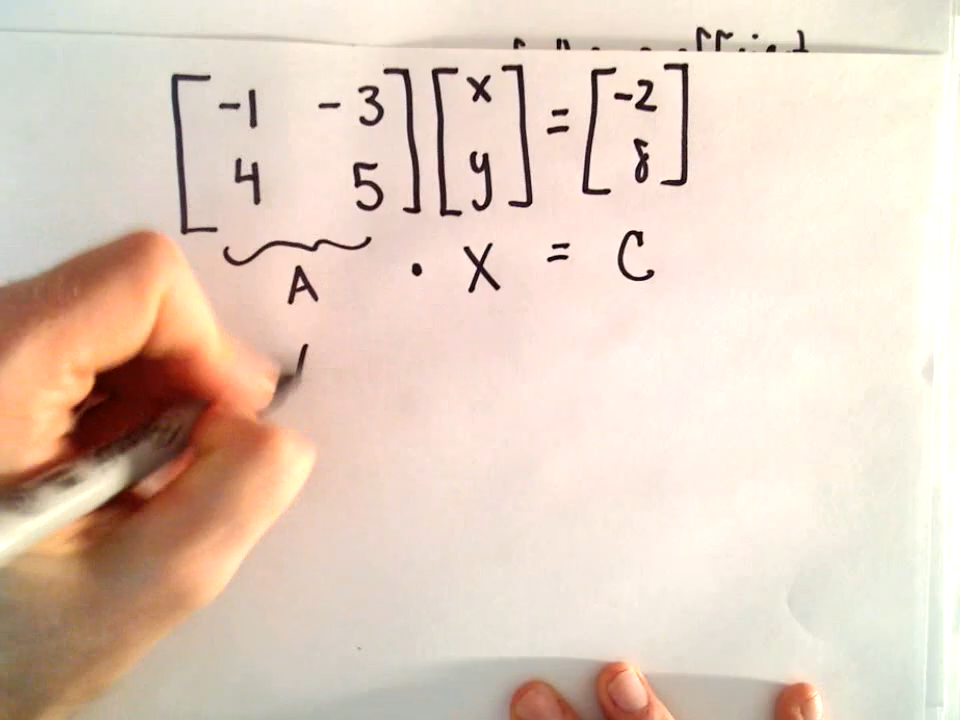 [ -1 -3 ] [ x ] = [ -2 ]
[ 4 5 ] [ y ] [ 8 ]
A · X = C